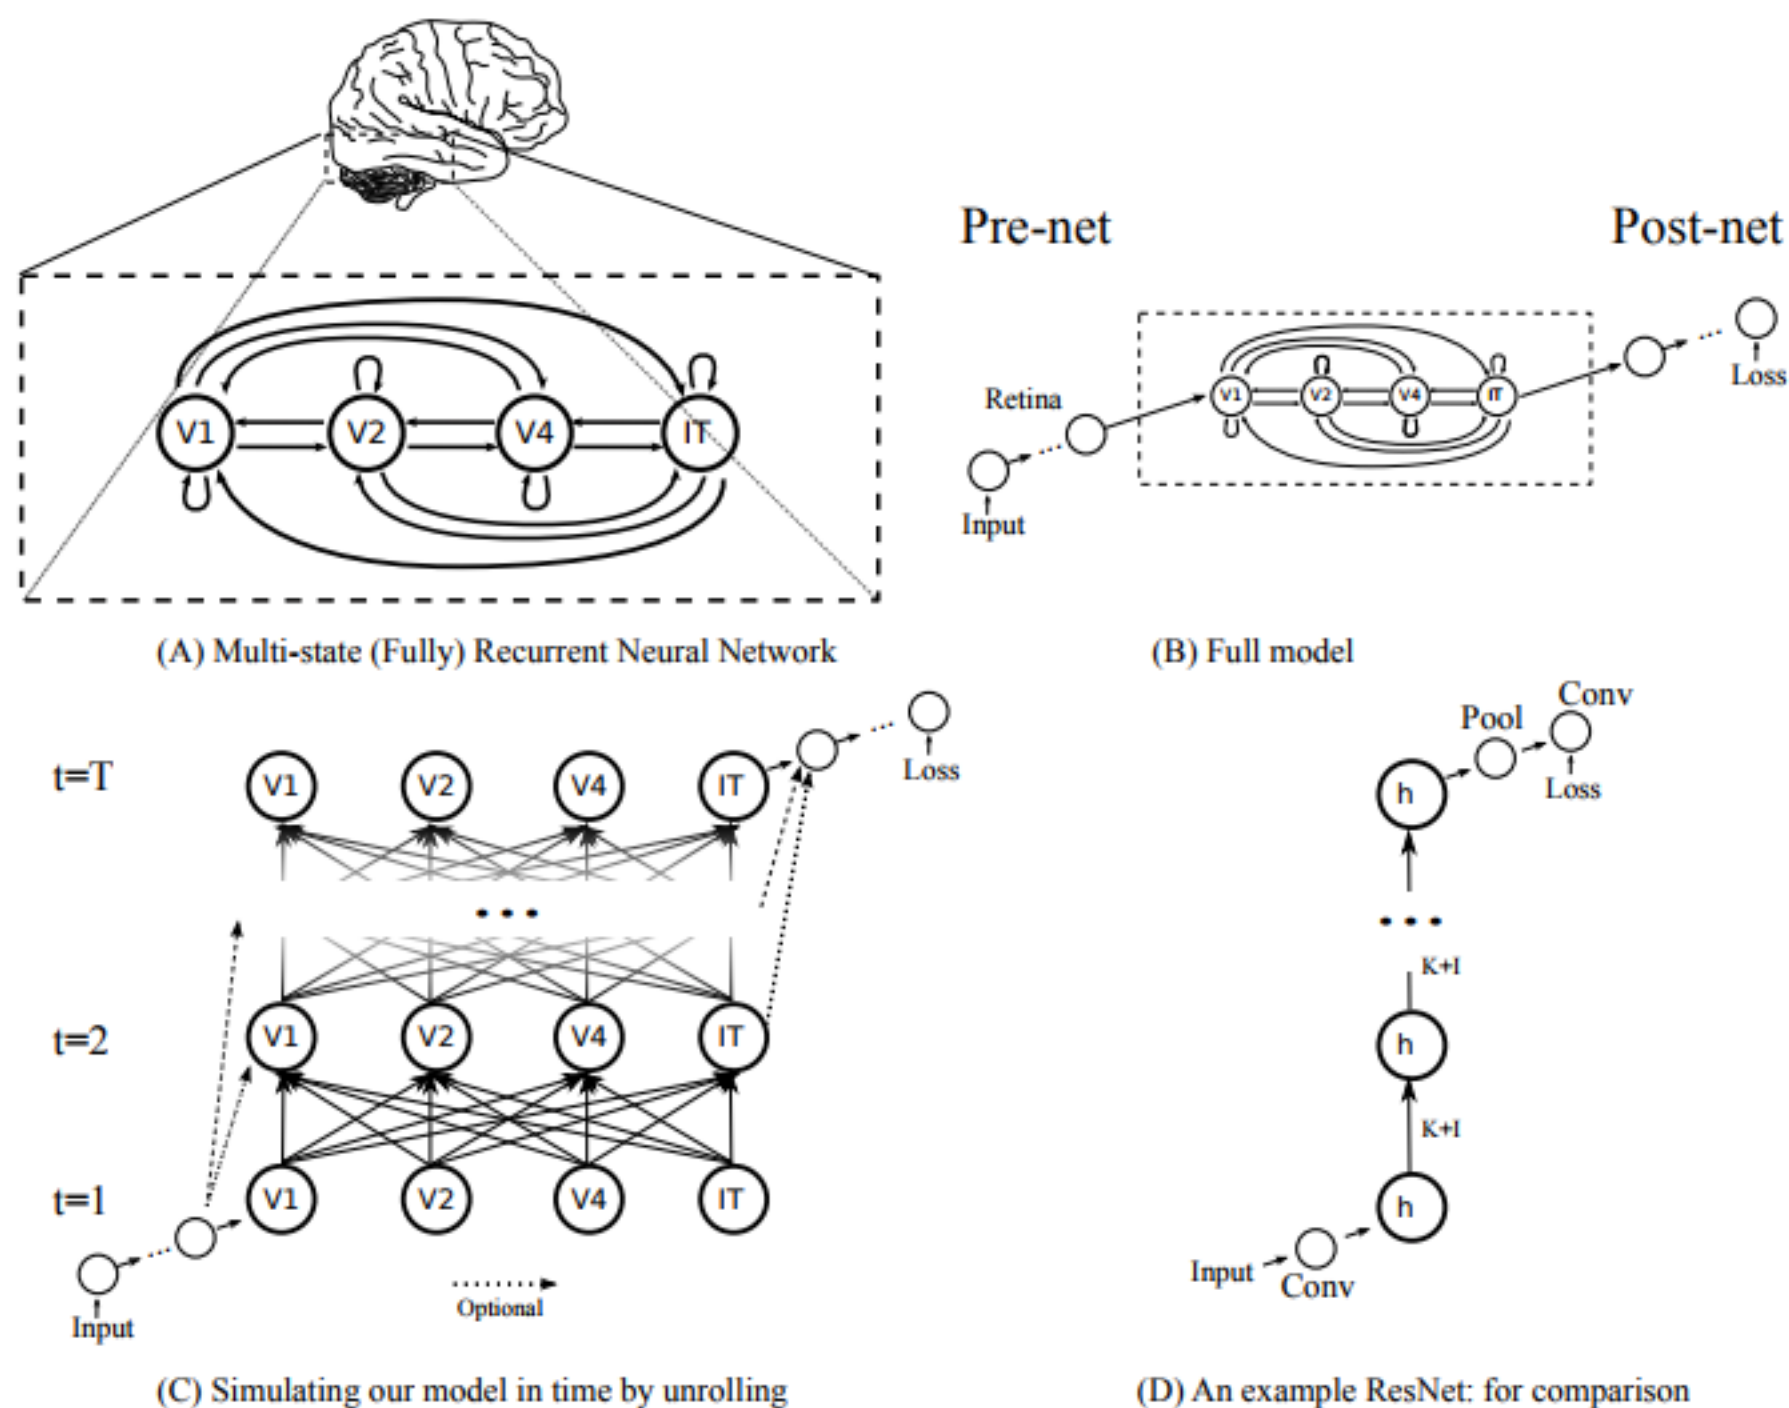 V1 V2 V4 IT
(A) Multi-state (Fully) Recurrent Neural Network
Pre-net
Post-net
Retina
Input
V1 V2 V4 IT
...
...
Loss
(B) Full model
t=T
V1 V2 V4 IT
...
Loss
...
t=2
V1 V2 V4 IT
t=1
V1 V2 V4 IT
...
Input
Optional
(C) Simulating our model in time by unrolling
Conv
Pool
Loss
h
...
K+I
h
K+I
h
Input
Conv
(D) An example ResNet: for comparison